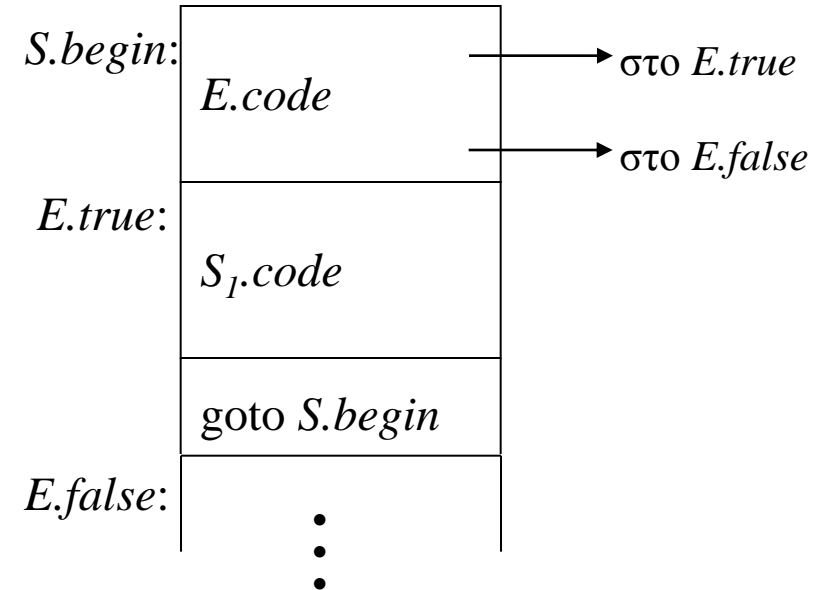 S.begin:
E.code
στο E.true
στο E.false
E.true:
S1.code
goto S.begin
E.false: